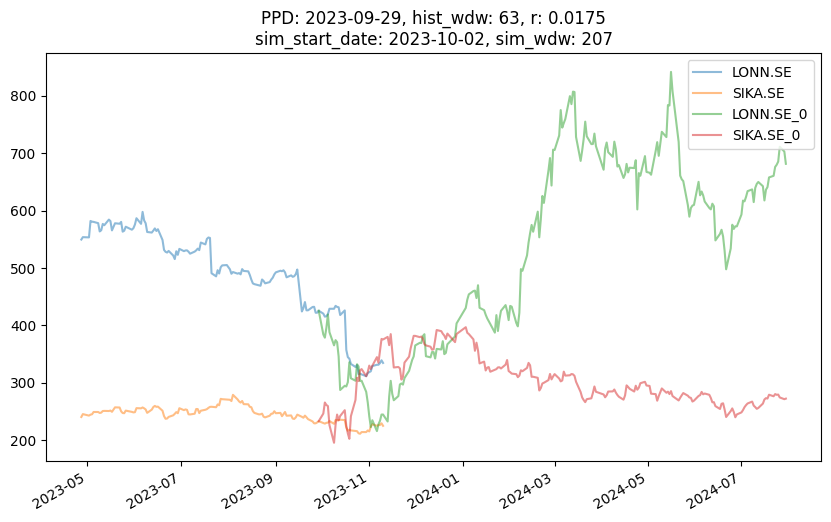 PPD: 2023-09-29, hist_wdw: 63, r: 0.0175
sim_start_date: 2023-10-02, sim_wdw: 207
LONN.SE
SIKA.SE
LONN.SE_0
SIKA.SE_0
800
700
600
500
400
300
200
2023-05
2023-07
2023-09
2023-11
2024-01
2024-03
2024-05
2024-07